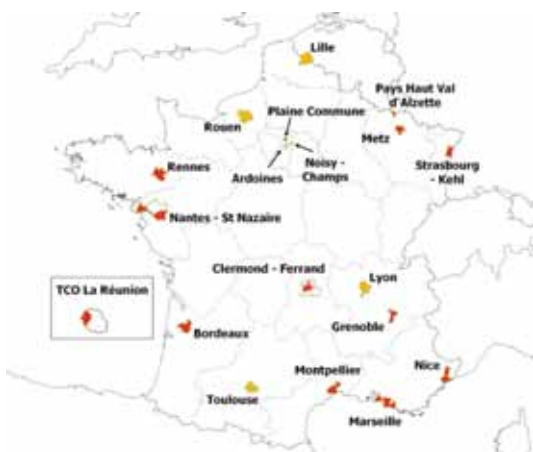 Lille
Pays Haut Val
d'Alzette
Plaine Commune
Rouen
Metz
Rennes
Ardoines
Noisy -
Champs
Strasbourg
- Kehl
Nantes - St Nazaire
Clermond - Ferrand
Lyon
TCO La Réunion
Grenoble
Bordeaux
Montpellier
Nice
Toulouse
Marseille